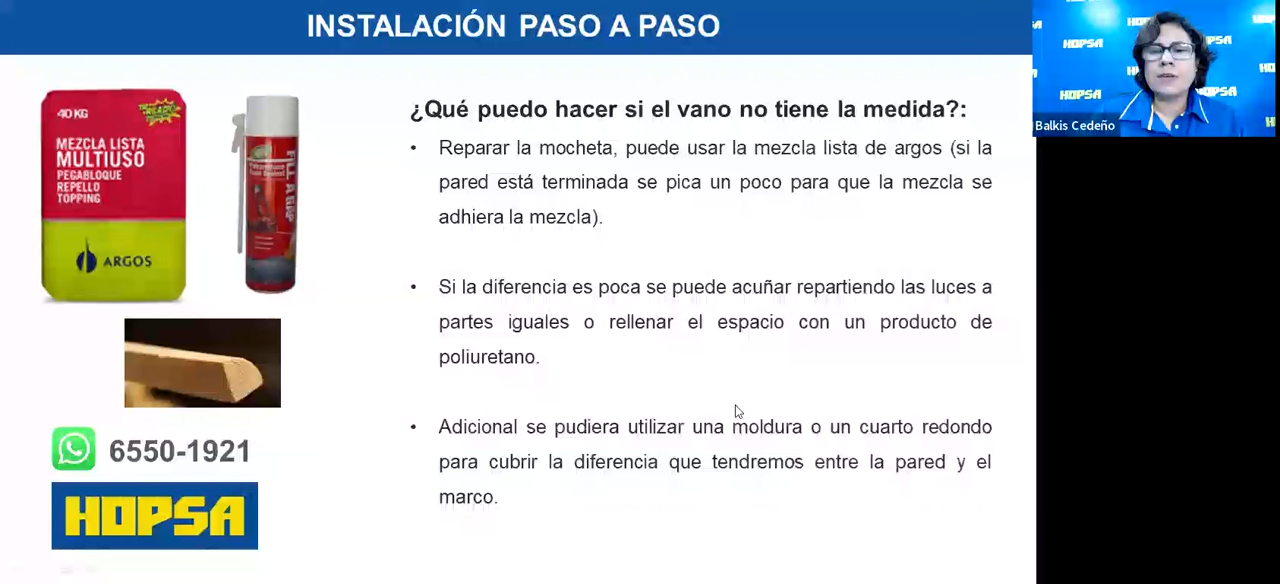 INSTALACIÓN PASO A PASO
40 KG
MEZCLA LISTA
MULTIUSO
PEGABLOQUE
REPELLO
TOPPING
ARGOS
FILL A GAP
¿Qué puedo hacer si el vano no tiene la medida?:
• Reparar la mocheta, puede usar la mezcla lista de argos (si la
pared está terminada se pica un poco para que la mezcla se
adhiera la mezcla).
• Si la diferencia es poca se puede acuñar repartiendo las luces a
partes iguales o rellenar el espacio con un producto de
poliuretano.
• Adicional se pudiera utilizar una moldura o un cuarto redondo
para cubrir la diferencia que tendremos entre la pared y el
marco.
6550-1921
HOPSA
HOPSA
HOPSA
Balkis Cedeño